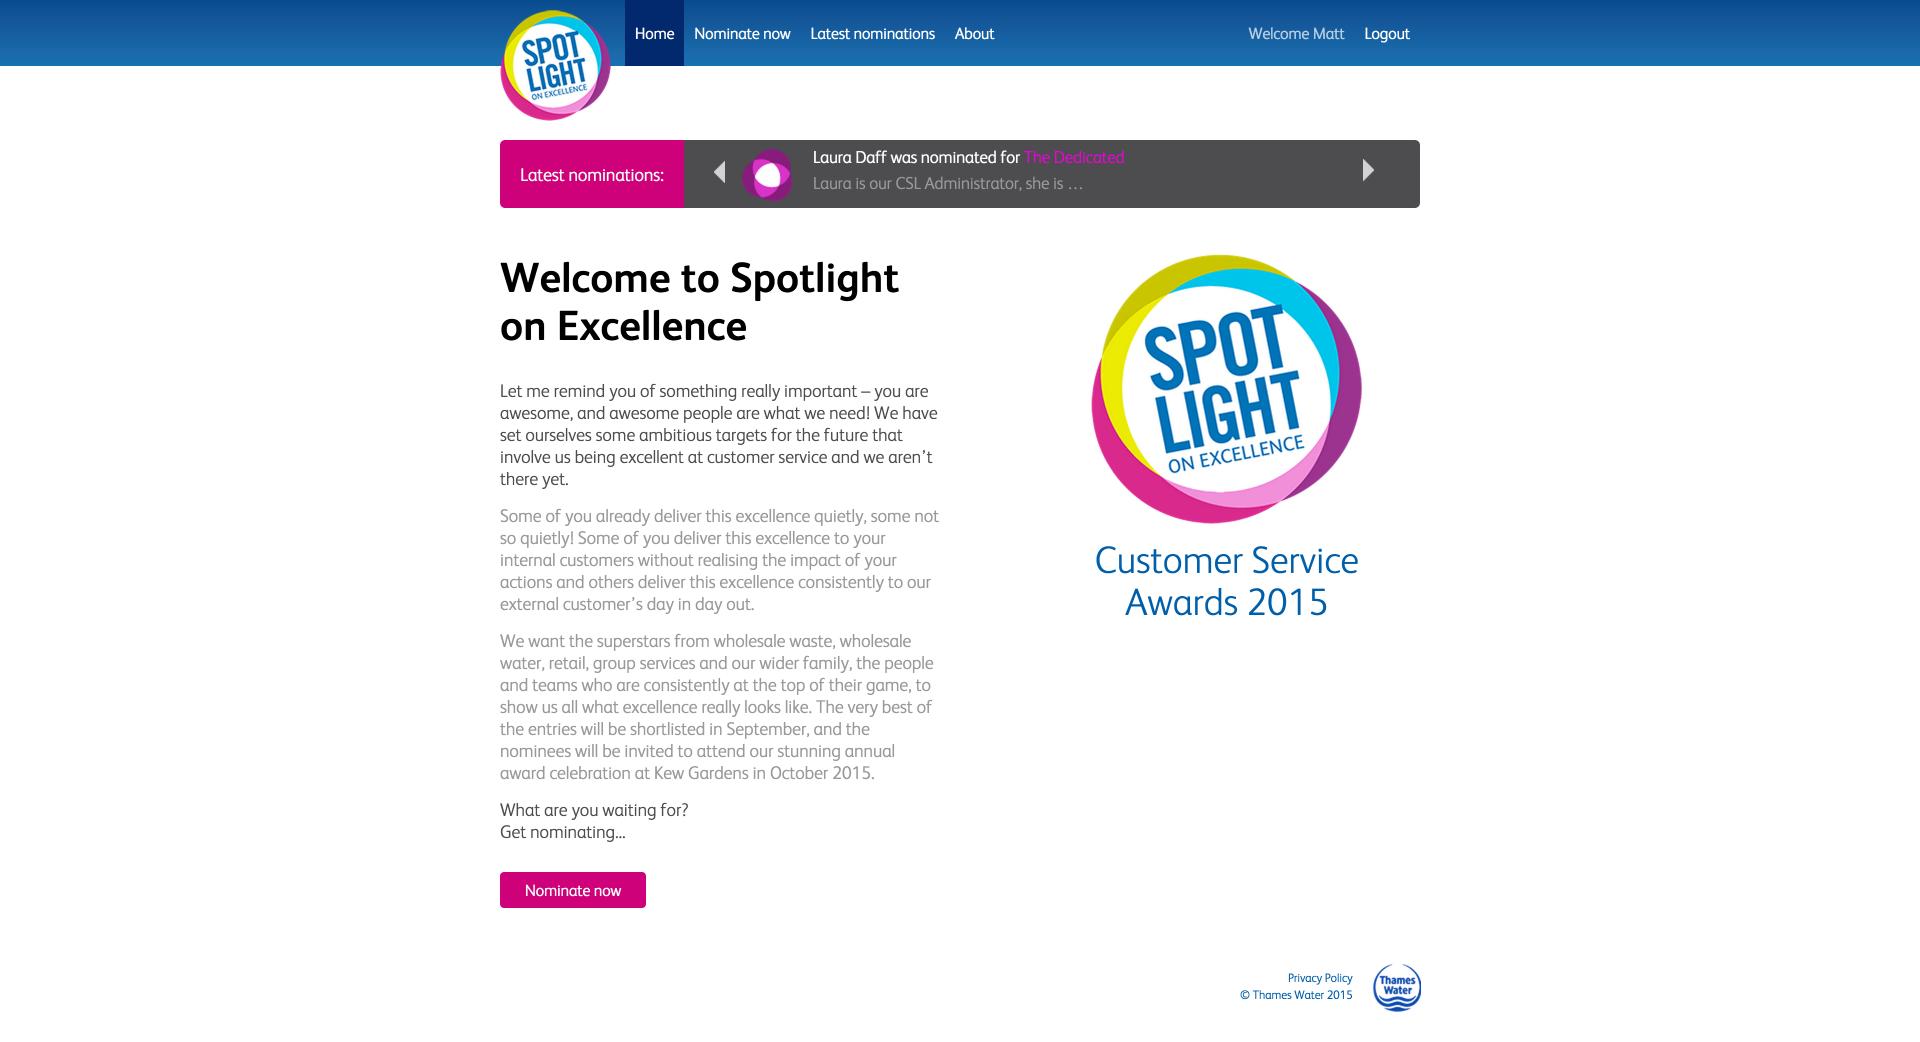 SPOT
LIGHT
ON EXCELLENCE
Home Nominate now Latest nominations About Welcome Matt Logout
Latest nominations:
Laura Daff was nominated for The Dedicated
Laura is our CSL Administrator, she is …
Welcome to Spotlight
on Excellence
Let me remind you of something really important – you are
awesome, and awesome people are what we need! We have
set ourselves some ambitious targets for the future that
involve us being excellent at customer service and we aren’t
there yet.
Some of you already deliver this excellence quietly, some not
so quietly! Some of you deliver this excellence to your
internal customers without realising the impact of your
actions and others deliver this excellence consistently to our
external customer’s day in day out.
We want the superstars from wholesale waste, wholesale
water, retail, group services and our wider family, the people
and teams who are consistently at the top of their game, to
show us all what excellence really looks like. The very best of
the entries will be shortlisted in September, and the
nominees will be invited to attend our stunning annual
award celebration at Kew Gardens in October 2015.
What are you waiting for?
Get nominating...
Nominate now
SPOT
LIGHT
ON EXCELLENCE
Customer Service
Awards 2015
Privacy Policy
© Thames Water 2015
Thames
Water